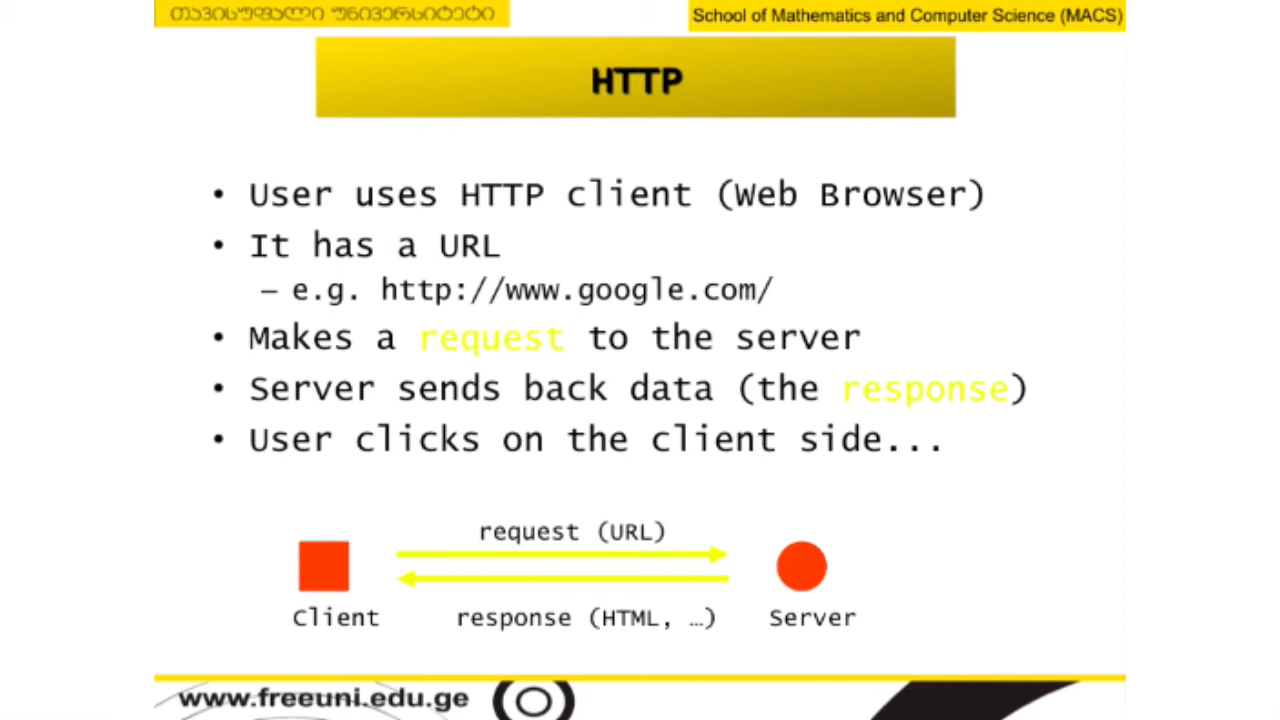 თავისუფალი უნივერსიტეტი
School of Mathematics and Computer Science (MACS)
HTTP
• User uses HTTP client (Web Browser)
• It has a URL
– e.g. http://www.google.com/
• Makes a request to the server
• Server sends back data (the response)
• User clicks on the client side...
request (URL)
Client
response (HTML, …)
Server
www.freeuni.edu.ge